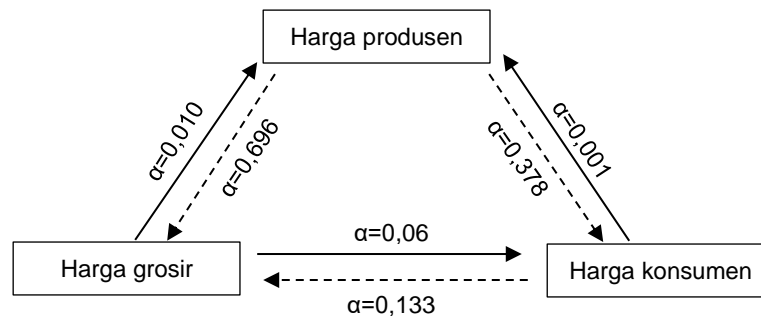 Harga produsen
α=0,010
α=0,696
α=0,378
α=0,001
α=0,06
Harga grosir
Harga konsumen
α=0,133